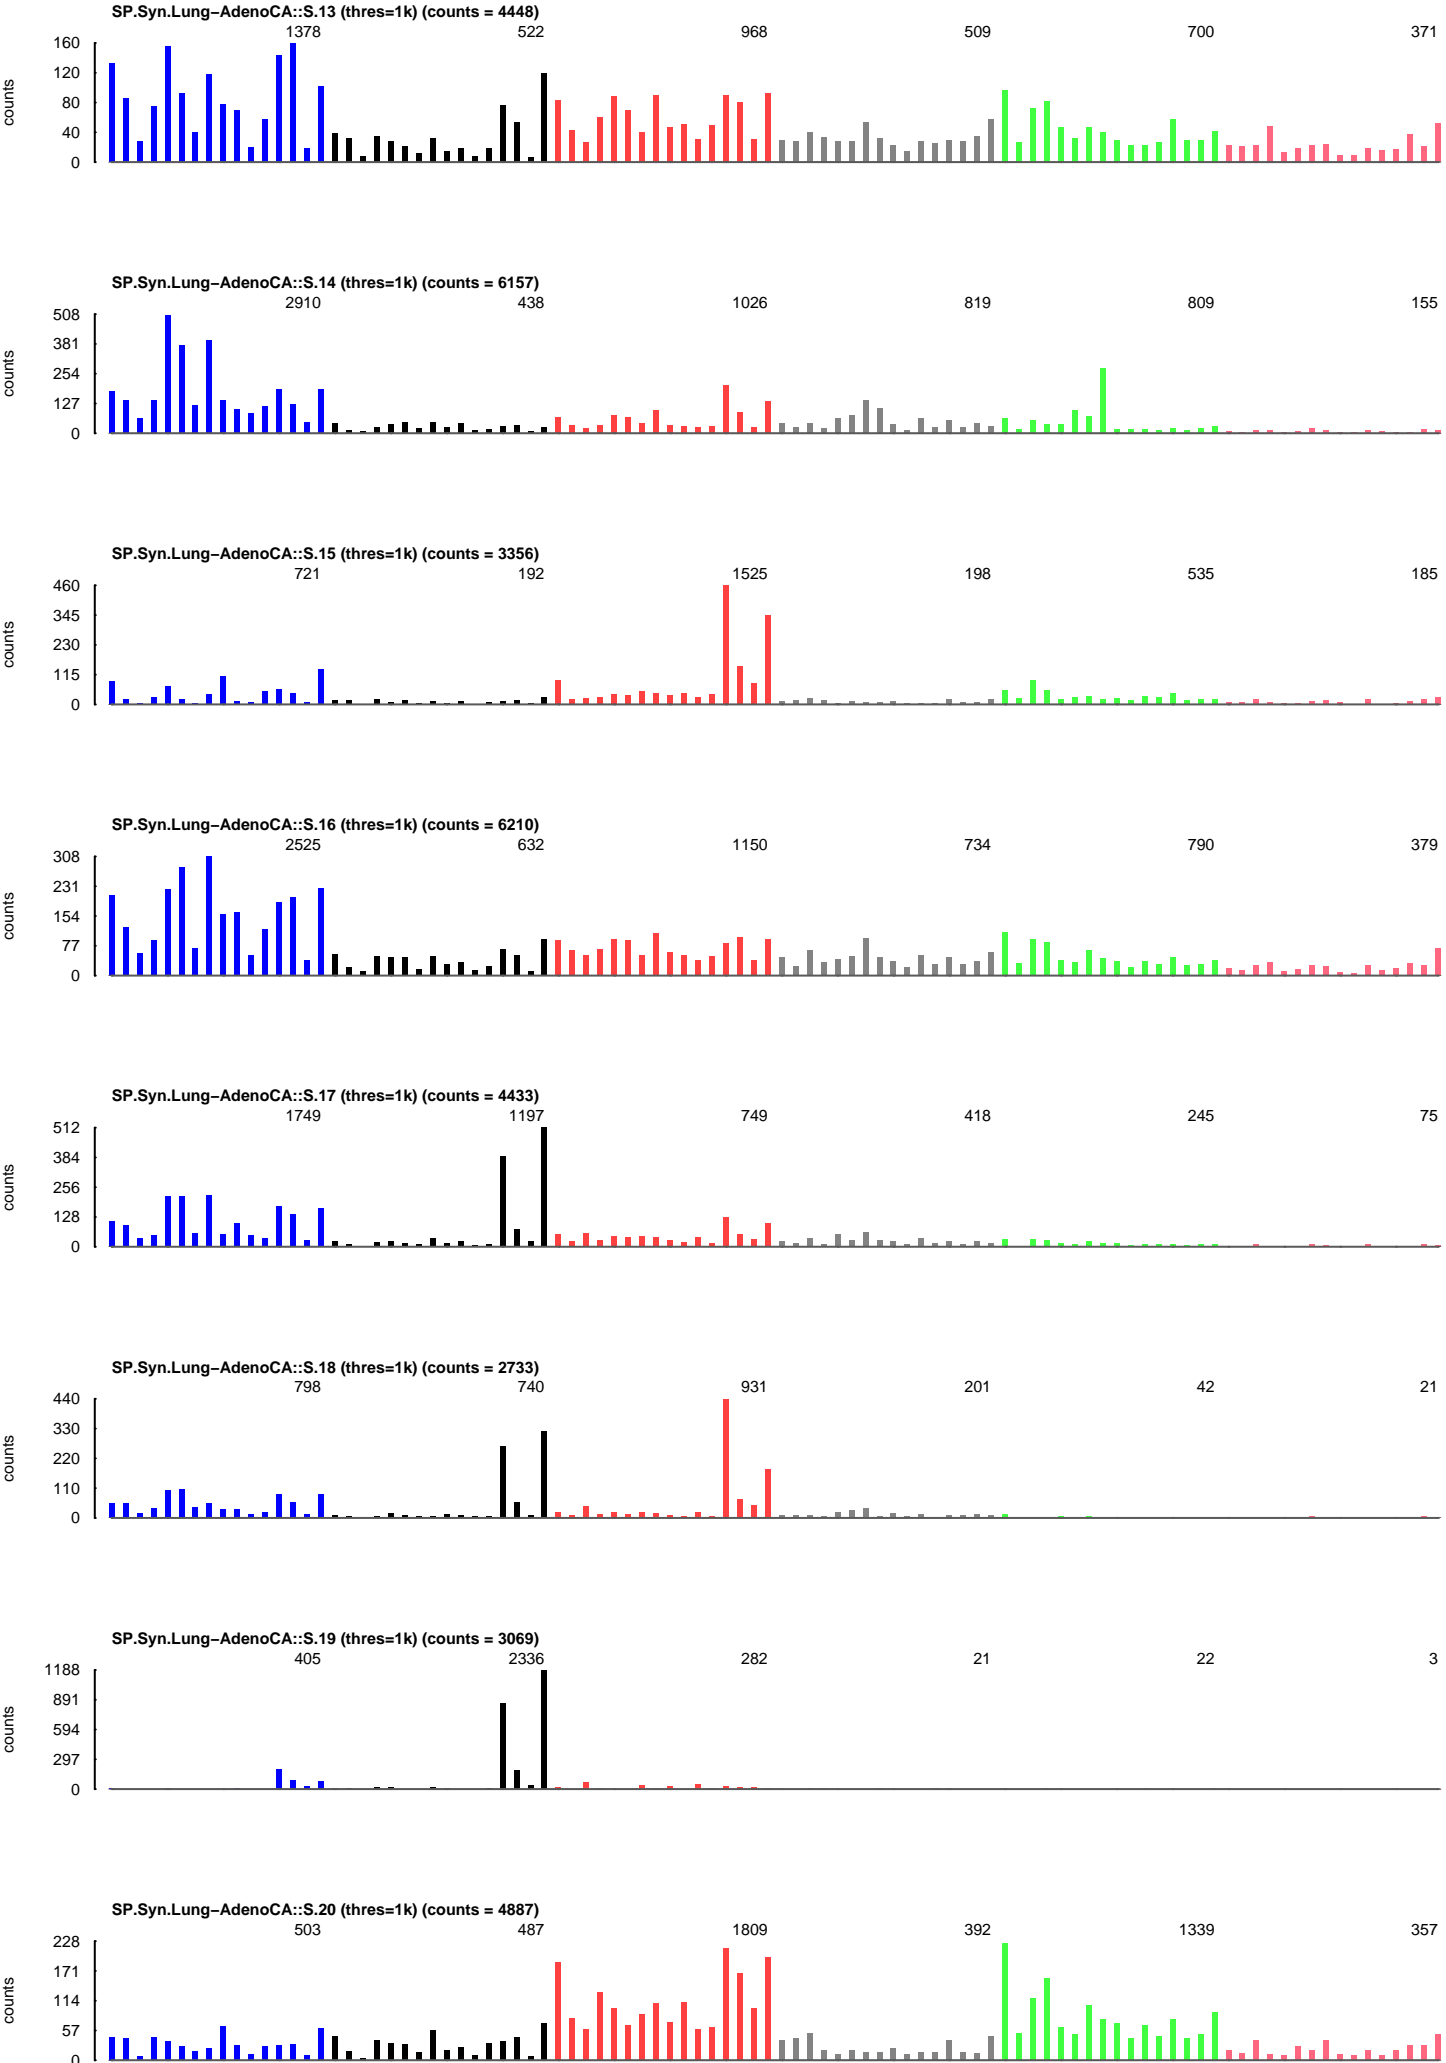 SP.Syn.Lung−AdenoCA::S.13 (thres=1k) (counts = 4448)
1378 522 968 509 700 371
160
120
80
40
0
counts
SP.Syn.Lung−AdenoCA::S.14 (thres=1k) (counts = 6157)
2910 438 1026 819 809 155
508
381
254
127
0
counts
SP.Syn.Lung−AdenoCA::S.15 (thres=1k) (counts = 3356)
721 192 1525 198 535 185
460
345
230
115
0
counts
SP.Syn.Lung−AdenoCA::S.16 (thres=1k) (counts = 6210)
2525 632 1150 734 790 379
308
231
154
77
0
counts
SP.Syn.Lung−AdenoCA::S.17 (thres=1k) (counts = 4433)
1749 1197 749 418 245 75
512
384
256
128
0
counts
SP.Syn.Lung−AdenoCA::S.18 (thres=1k) (counts = 2733)
798 740 931 201 42 21
440
330
220
110
0
counts
SP.Syn.Lung−AdenoCA::S.19 (thres=1k) (counts = 3069)
405 2336 282 21 22 3
1188
891
594
297
0
counts
SP.Syn.Lung−AdenoCA::S.20 (thres=1k) (counts = 4887)
503 487 1809 392 1339 357
228
171
114
57
0
counts